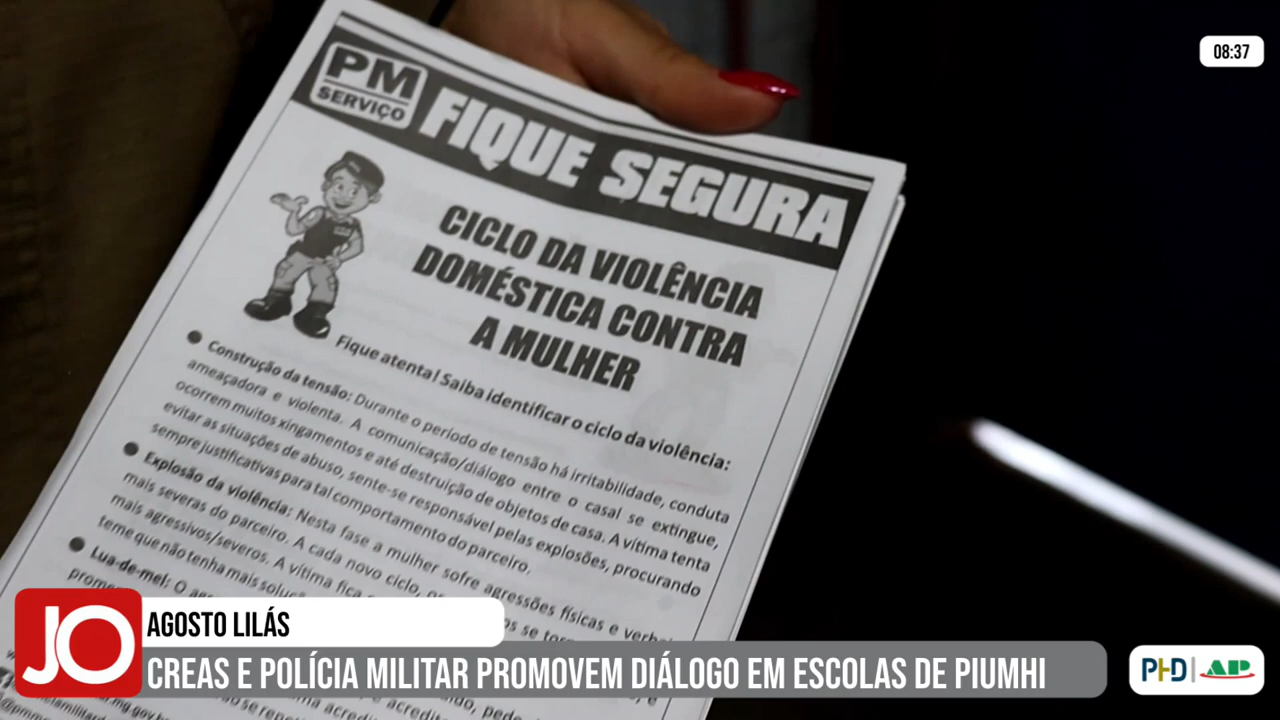 08:37
PM
SERVIÇO
FIQUE SEGURA
CICLO DA VIOLÊNCIA
DOMÉSTICA CONTRA
A MULHER
Fique atenta! Saiba identificar o ciclo da violência:
Construção da tensão: Durante o período de tensão há irritabilidade, conduta
ameaçadora e violenta. A comunicação/diálogo entre o casal se extingue,
ocorrem muitos xingamentos e até destruição de objetos de casa. A vítima tenta
evitar as situações de abuso, sente-se responsável pelas explosões, procurando
sempre justificativas para tal comportamento do parceiro.
Explosão da violência: Nesta fase a mulher sofre agressões físicas e
mais severas do parceiro. A cada novo ciclo,
mais agressivos/severos. A vítima fica
teme que não tenha mais
Lua-de-mel: O
JO
AGOSTO LILÁS
CREAS E POLÍCIA MILITAR PROMOVEM DIÁLOGO EM ESCOLAS DE PIUMHI
PHD AP